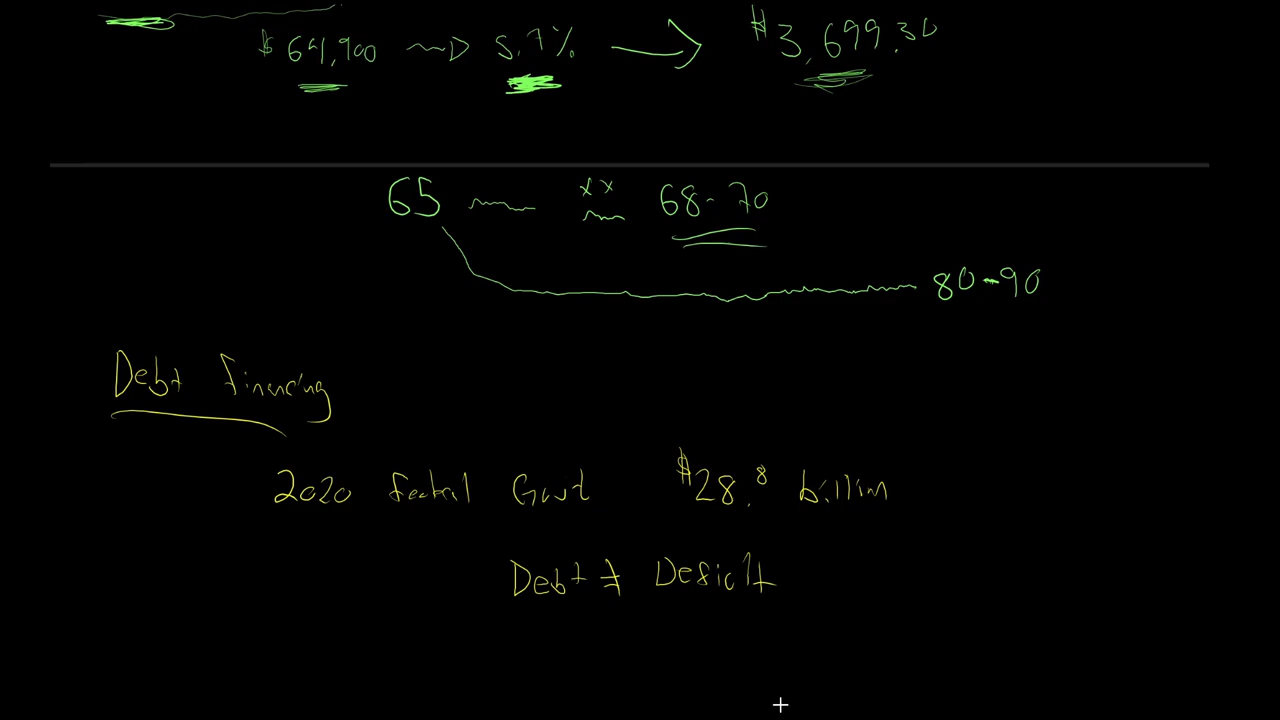 $64,900 → 5.7% → $3,699.30
65 xx 68-70
80-90
Debt Financing
2020 Federal Govt $28.8 billion
Debt ≠ Deficit